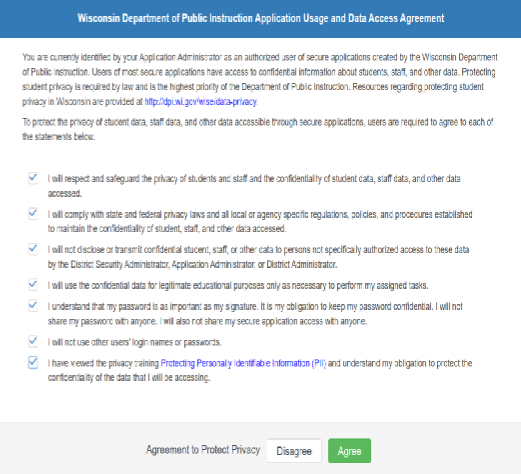 Wisconsin Department of Public Instruction Application Usage and Data Access Agreement
You are currently identified by your Application Administrator as an authorized user of secure applications created by the Wisconsin Department
of Public Instruction. Users of most secure applications have access to confidential information about students, staff, and other data. Protecting
student privacy is required by law and is the highest priority of the Department of Public Instruction. Resources regarding protecting student
privacy in Wisconsin are provided at http://dpi.wi.gov/wise/data-privacy.
To protect the privacy of student data, staff data, and other data accessible through secure applications, users are required to agree to each of
the statements below.
I will respect and safeguard the privacy of students and staff and the confidentiality of student data, staff data, and other data
accessed.
I will comply with state and federal privacy laws and all local or agency specific regulations, policies, and procedures established
to maintain the confidentiality of student, staff, and other data accessed.
I will not disclose or transmit confidential student, staff, or other data to persons not specifically authorized access to these data
by the District Security Administrator, Application Administrator, or District Administrator.
I will use the confidential data for legitimate educational purposes only as necessary to perform my assigned tasks.
I understand that my password is as important as my signature. It is my obligation to keep my password confidential. I will not
share my password with anyone. I will also not share my secure application access with anyone.
I will not use other users' login names or passwords.
I have viewed the privacy training Protecting Personally Identifiable Information (PII) and understand my obligation to protect the
confidentiality of the data that I will be accessing.
Agreement to Protect Privacy Disagree Agree